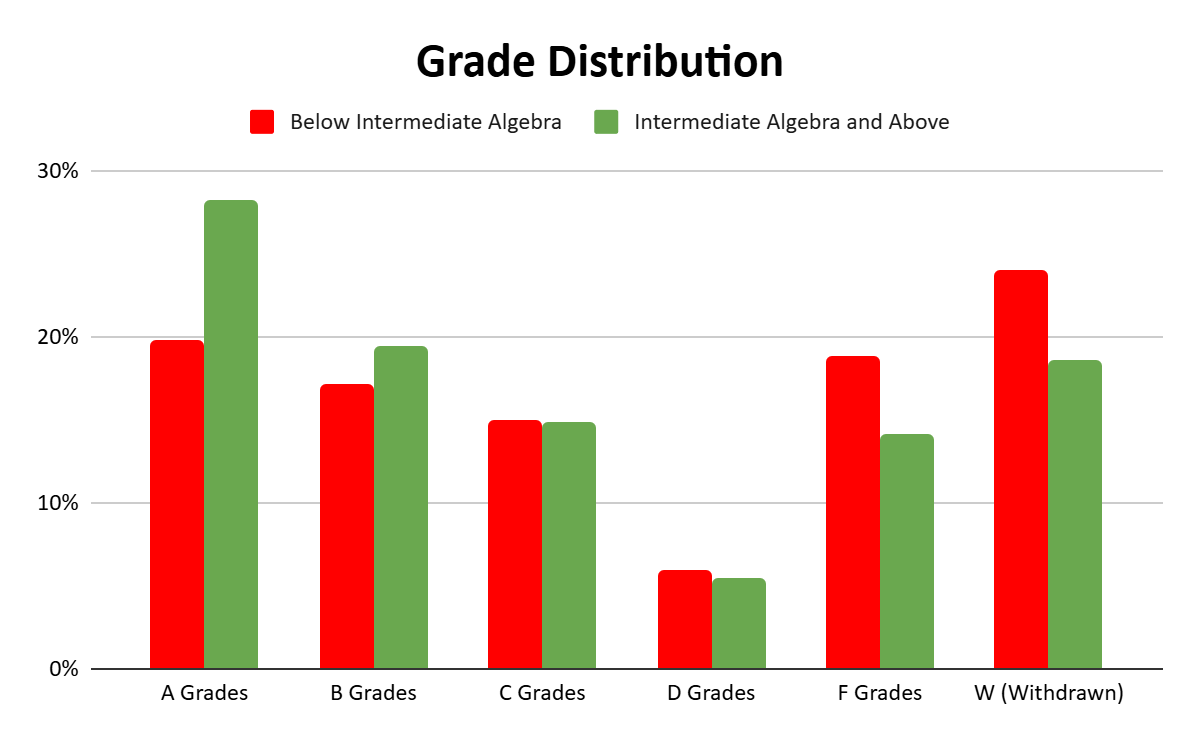 Grade Distribution
Below Intermediate Algebra Intermediate Algebra and Above
30%
20%
10%
0%
A Grades B Grades C Grades D Grades F Grades W (Withdrawn)